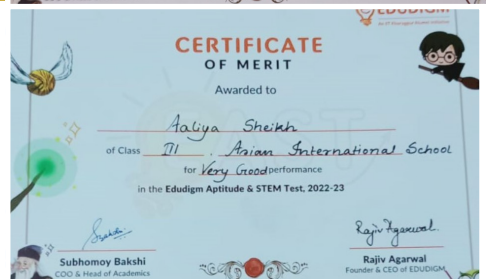 EDUDIGM
CERTIFICATE
OF MERIT
Awarded to
Aaliya Sheikh
of Class III , Asian International School
for Very Good performance
in the Edudigm Aptitude & STEM Test, 2022-23
Rajiv Agarwal.
Subhomoy Bakshi
COO & Head of Academics
Rajiv Agarwal
Founder & CEO of EDUDIGM